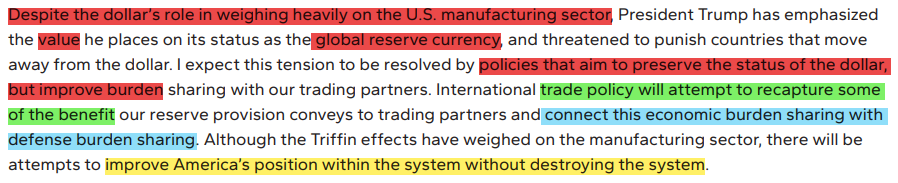 Despite the dollar's role in weighing heavily on the U.S. manufacturing sector, President Trump has emphasized
the value he places on its status as the global reserve currency, and threatened to punish countries that move
away from the dollar. I expect this tension to be resolved by policies that aim to preserve the status of the dollar,
but improve burden sharing with our trading partners. International trade policy will attempt to recapture some
of the benefit our reserve provision conveys to trading partners and connect this economic burden sharing with
defense burden sharing. Although the Triffin effects have weighed on the manufacturing sector, there will be
attempts to improve America's position within the system without destroying the system.